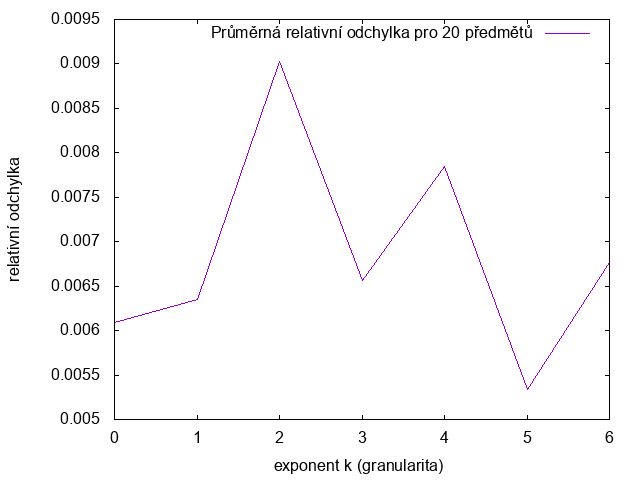 Průměrná relativní odchylka pro 20 předmětů
0.0095
0.009
0.0085
0.008
0.0075
0.007
0.0065
0.006
0.0055
0.005
relativní odchylka
0 1 2 3 4 5 6
exponent k (granularita)